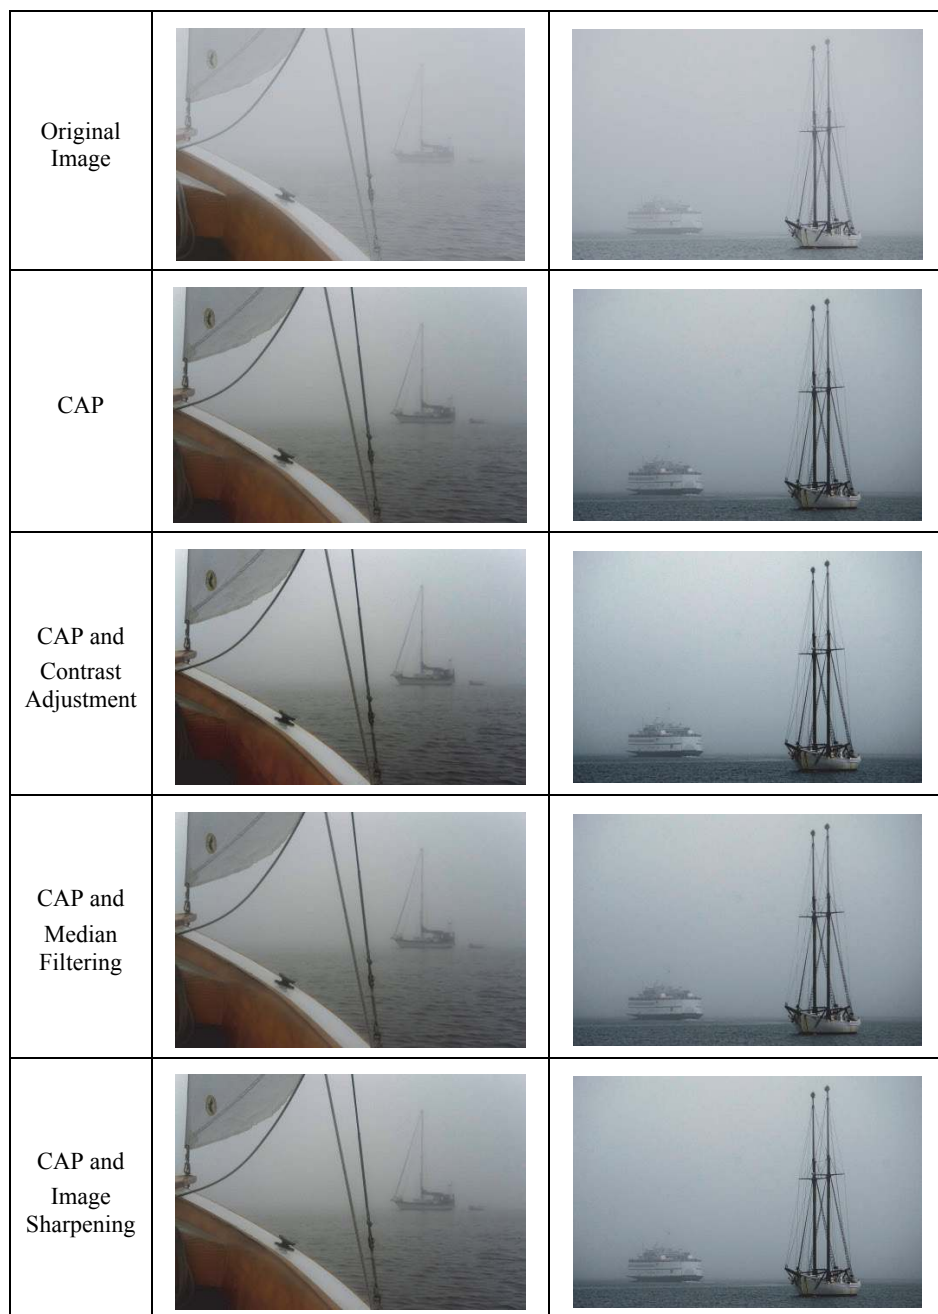 Original
Image
CAP
CAP and
Contrast
Adjustment
CAP and
Median
Filtering
CAP and
Image
Sharpening